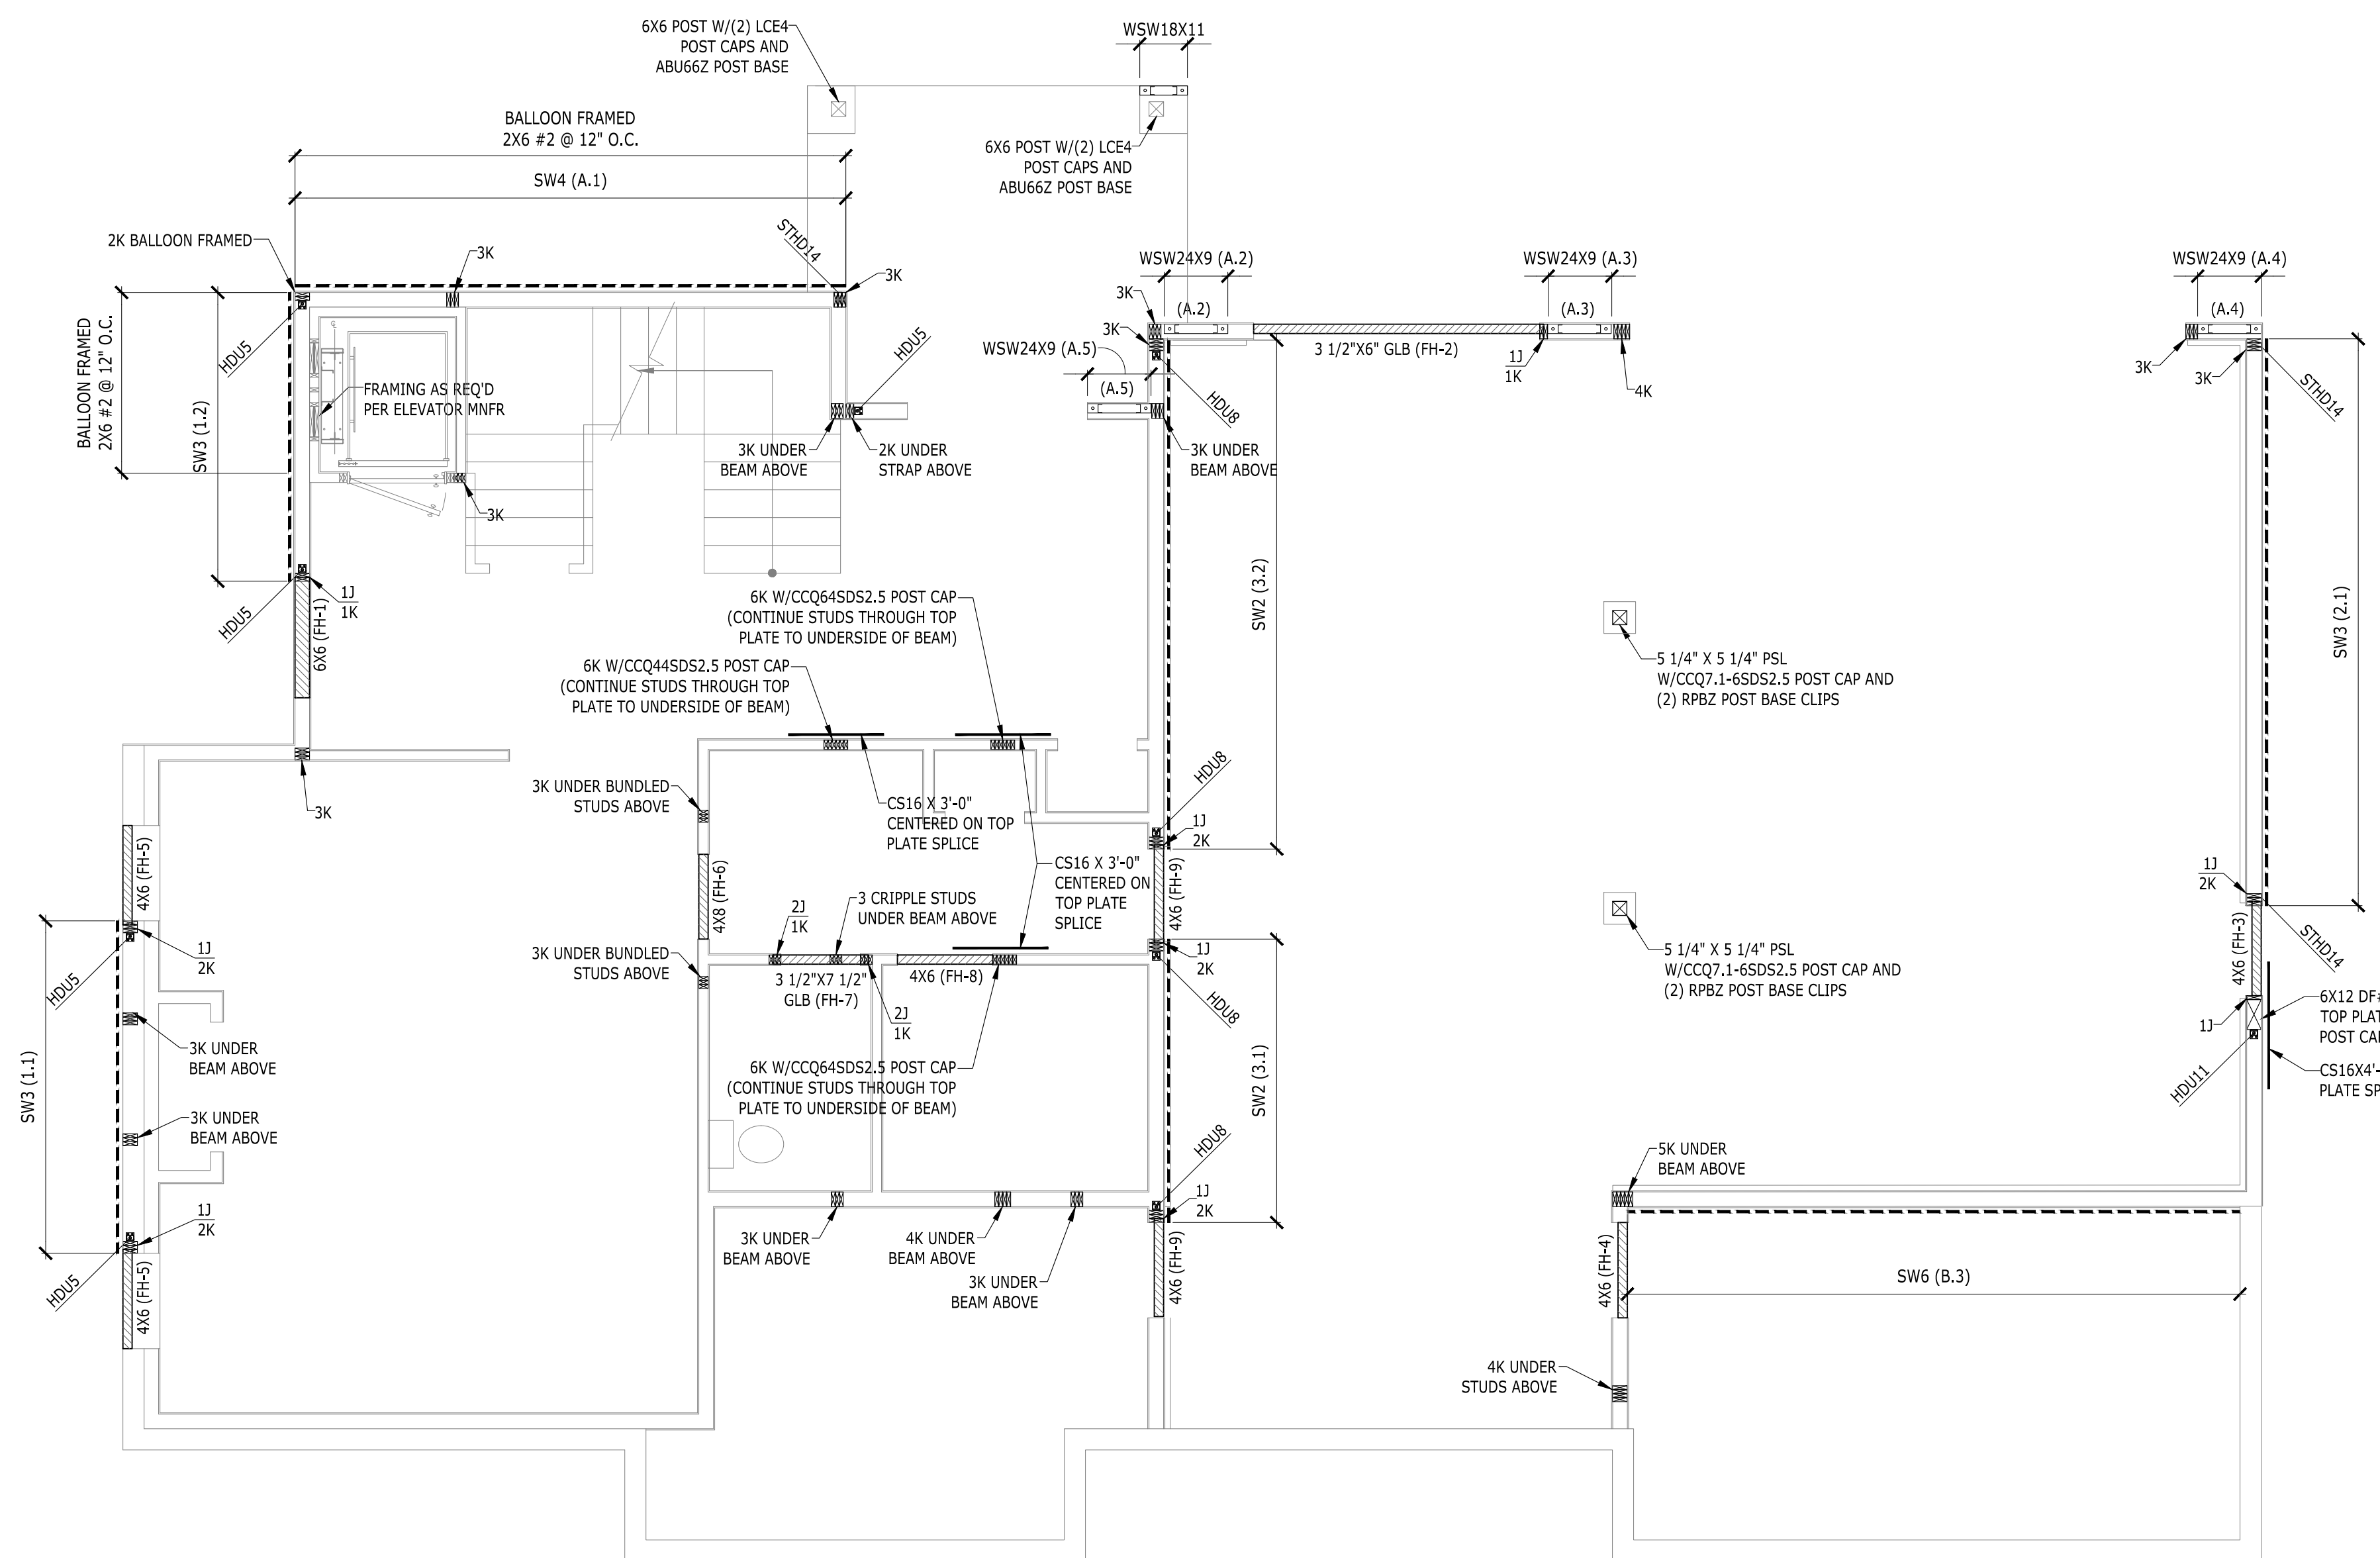 6X6 POST W/(2) LCE4
POST CAPS AND
ABU66Z POST BASE
WSW18X11
BALLOON FRAMED
2X6 #2 @ 12" O.C.
SW4 (A.1)
6X6 POST W/(2) LCE4
POST CAPS AND
ABU66Z POST BASE
2K BALLOON FRAMED
3K
STHD14
3K
WSW24X9 (A.2)
WSW24X9 (A.3)
WSW24X9 (A.4)
3K
(A.2)
(A.3)
(A.4)
3K
WSW24X9 (A.5)
(A.5)
3 1/2"X6" GLB (FH-2)
1J
1K
4K
3K
3K
STHD14
BALLOON FRAMED
2X6 #2 @ 12" O.C.
SW3 (1.2)
HDU5
FRAMING AS REQ'D
PER ELEVATOR MNFR
HDU5
HDU8
3K UNDER
BEAM ABOVE
2K UNDER
STRAP ABOVE
3K UNDER
BEAM ABOVE
3K
HDU5
1J
1K
6X6 (FH-1)
6K W/CCQ64SDS2.5 POST CAP
(CONTINUE STUDS THROUGH TOP
PLATE TO UNDERSIDE OF BEAM)
SW2 (3.2)
SW3 (2.1)
6K W/CCQ44SDS2.5 POST CAP
(CONTINUE STUDS THROUGH TOP
PLATE TO UNDERSIDE OF BEAM)
5 1/4" X 5 1/4" PSL
W/CCQ7.1-6SDS2.5 POST CAP AND
(2) RPBZ POST BASE CLIPS
3K
3K UNDER BUNDLED
STUDS ABOVE
CS16 X 3'-0"
CENTERED ON TOP
PLATE SPLICE
HDU8
1J
2K
4X6 (FH-5)
4X8 (FH-6)
CS16 X 3'-0"
CENTERED ON
TOP PLATE
SPLICE
4X6 (FH-9)
1J
2K
3 CRIPPLE STUDS
UNDER BEAM ABOVE
2J
1K
1J
2K
HDU5
3K UNDER BUNDLED
STUDS ABOVE
3 1/2"X7 1/2"
GLB (FH-7)
4X6 (FH-8)
1J
2K
HDU8
5 1/4" X 5 1/4" PSL
W/CCQ7.1-6SDS2.5 POST CAP AND
(2) RPBZ POST BASE CLIPS
4X6 (FH-3)
STHD14
2J
1K
1J
6X12 DF
TOP PLAT
POST CA
HDU11
CS16X4'-
PLATE SP
SW3 (1.1)
3K UNDER
BEAM ABOVE
6K W/CCQ64SDS2.5 POST CAP
(CONTINUE STUDS THROUGH TOP
PLATE TO UNDERSIDE OF BEAM)
SW2 (3.1)
3K UNDER
BEAM ABOVE
HDU8
5K UNDER
BEAM ABOVE
1J
2K
1J
2K
HDU5
4X6 (FH-5)
3K UNDER
BEAM ABOVE
4K UNDER
BEAM ABOVE
3K UNDER
BEAM ABOVE
4X6 (FH-9)
4X6 (FH-4)
SW6 (B.3)
4K UNDER
STUDS ABOVE